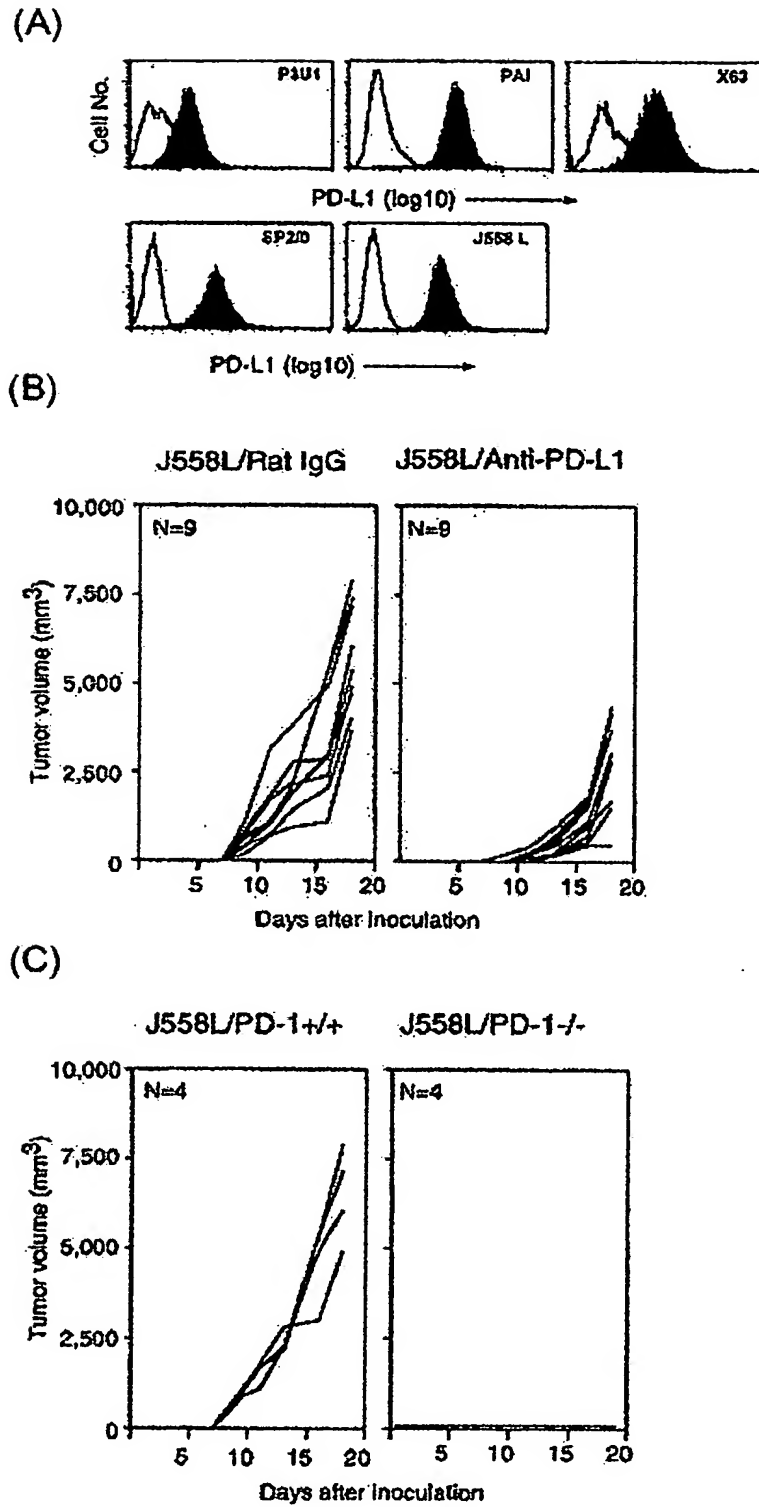 (A)
P3U1 PAI X63
Cell No.
PD-L1 (log10)
SP2/0 J558 L
PD-L1 (log10)
(B)
J558L/Rat IgG J558L/Anti-PD-L1
10,000
7,500
5,000
2,500
0
Tumor volume (mm³)
N=9 N=9
5 10 15 20 5 10 15 20
Days after inoculation
(C)
J558L/PD-1+/+ J558L/PD-1-/-
10,000
7,500
5,000
2,500
0
Tumor volume (mm³)
N=4 N=4
5 10 15 20 5 10 15 20
Days after inoculation